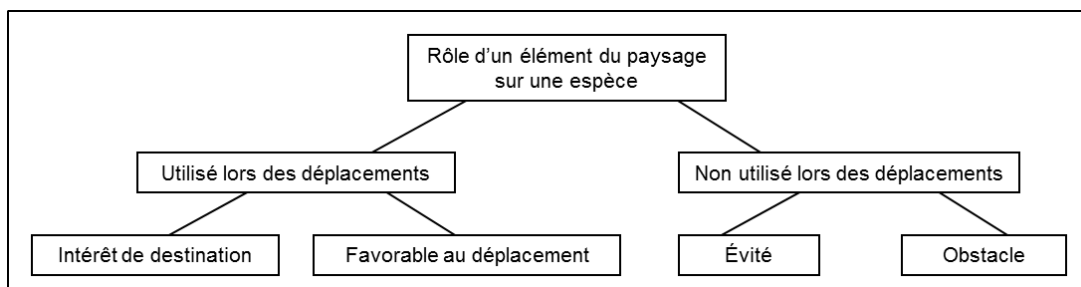 Rôle d'un élément du paysage
sur une espèce
Utilisé lors des déplacements
Non utilisé lors des déplacements
Intérêt de destination
Favorable au déplacement
Évité
Obstacle